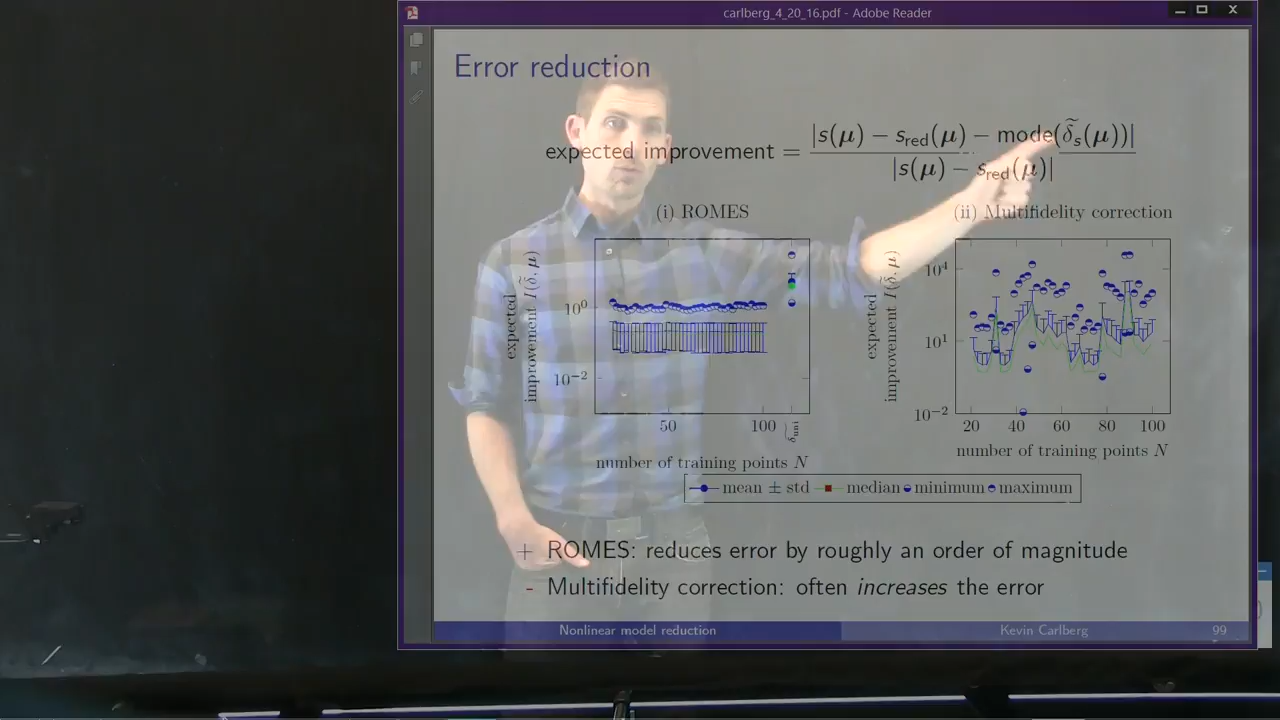 carlberg_4_20_16.pdf - Adobe Reader
Error reduction
expected improvement = |s(μ) − s_red(μ) − mode(δ̃_s(μ))| / |s(μ) − s_red(μ)|
(i) ROMES
expected
improvement I(δ̃, μ)
10^0
10^−2
50
100
δ̃_uni
number of training points N
(ii) Multifidelity correction
expected
improvement I(δ̃, μ)
10^4
10^1
10^−2
20 40 60 80 100
number of training points N
mean ± std median minimum maximum
+ ROMES: reduces error by roughly an order of magnitude
- Multifidelity correction: often increases the error
Nonlinear model reduction Kevin Carlberg 99